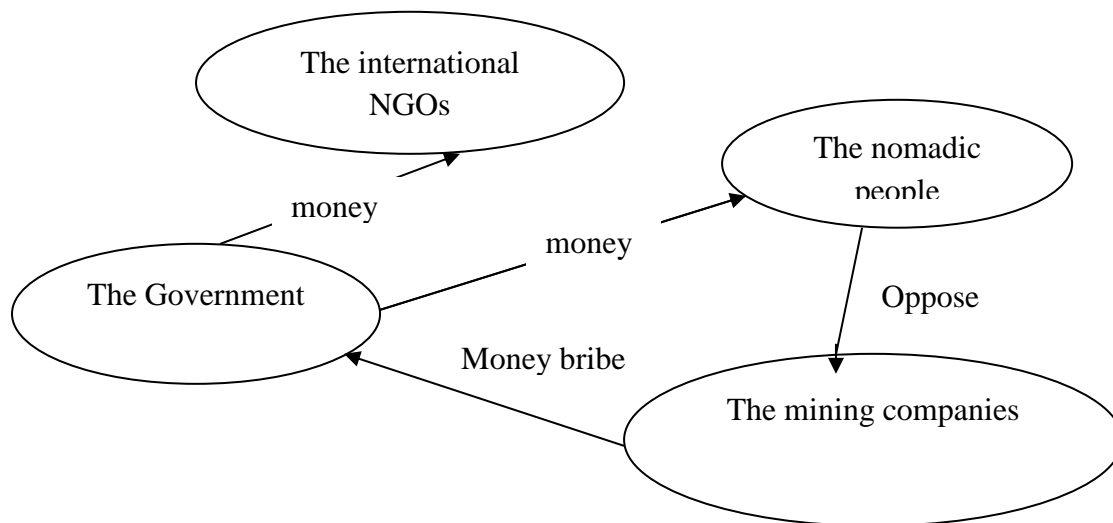 The international
NGOs
The nomadic
people
money
money
The Government
Oppose
Money bribe
The mining companies